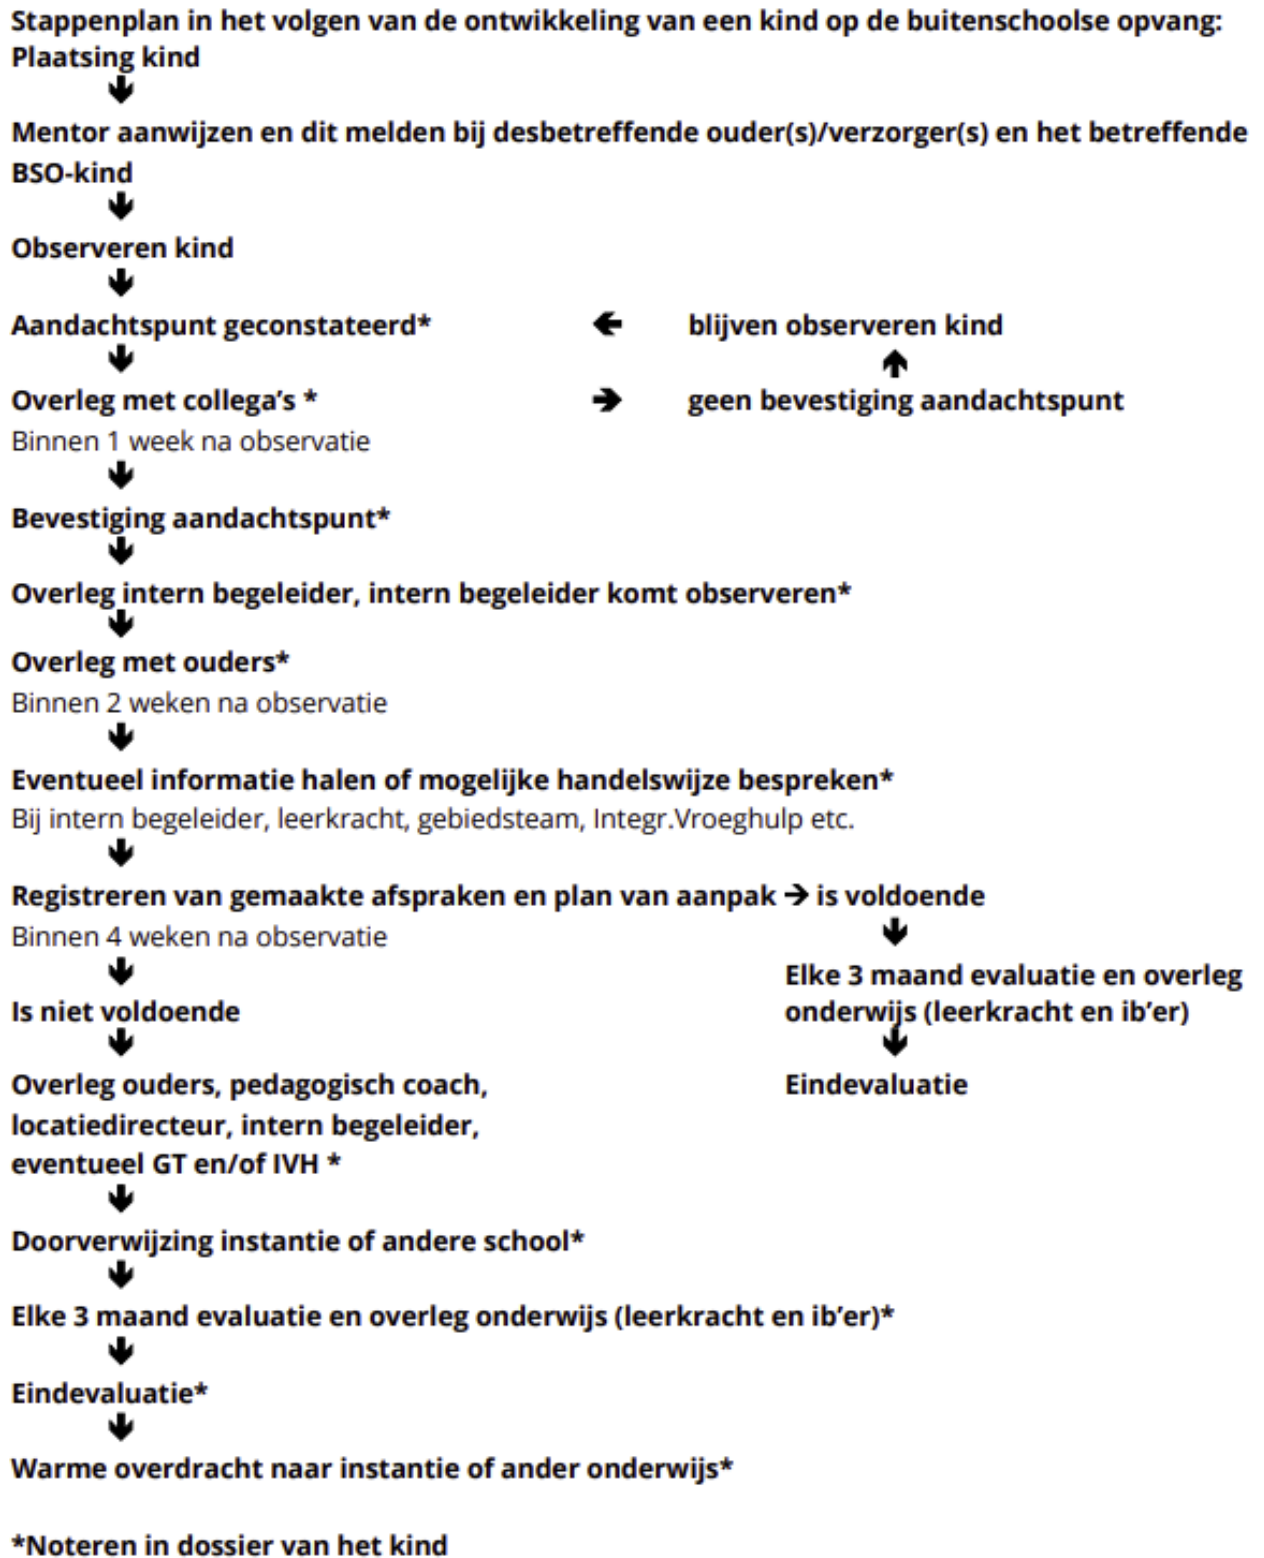 Stappenplan in het volgen van de ontwikkeling van een kind op de buitenschoolse opvang:
Plaatsing kind
🡻
Mentor aanwijzen en dit melden bij desbetreffende ouder(s)/verzorger(s) en het betreffende
BSO-kind
🡻
Observeren kind
🡻
Aandachtspunt geconstateerd* 🡸 blijven observeren kind
🡻 🡹
Overleg met collega's * 🡺 geen bevestiging aandachtspunt
Binnen 1 week na observatie
🡻
Bevestiging aandachtspunt*
🡻
Overleg intern begeleider, intern begeleider komt observeren*
🡻
Overleg met ouders*
Binnen 2 weken na observatie
🡻
Eventueel informatie halen of mogelijke handelswijze bespreken*
Bij intern begeleider, leerkracht, gebiedsteam, Integr.Vroeghulp etc.
🡻
Registreren van gemaakte afspraken en plan van aanpak → is voldoende
Binnen 4 weken na observatie 🡻
🡻 Elke 3 maand evaluatie en overleg
Is niet voldoende onderwijs (leerkracht en ib'er)
🡻 🡻
Overleg ouders, pedagogisch coach, Eindevaluatie
locatiedirecteur, intern begeleider,
eventueel GT en/of IVH *
🡻
Doorverwijzing instantie of andere school*
🡻
Elke 3 maand evaluatie en overleg onderwijs (leerkracht en ib'er)*
🡻
Eindevaluatie*
🡻
Warme overdracht naar instantie of ander onderwijs*
*Noteren in dossier van het kind